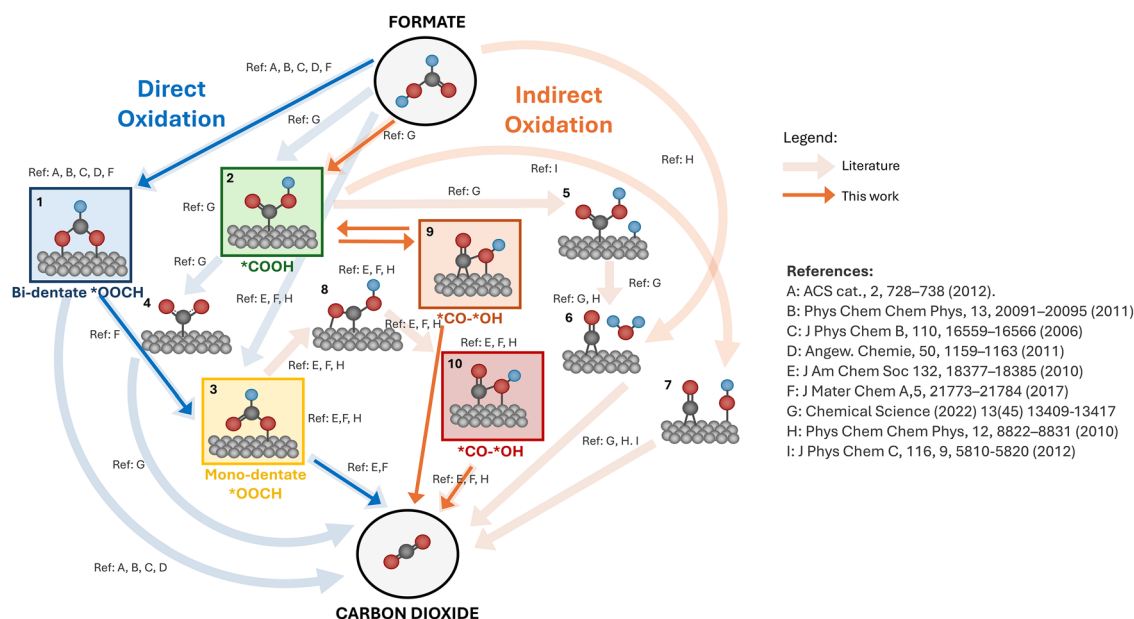 FORMATE
Ref: A, B, C, D, F
Direct
Oxidation
Indirect
Oxidation
Ref: G
Ref: G
Ref: H
Legend:
Literature
This work
Ref: A, B, C, D, F
1
Bi-dentate *OOCH
2
*COOH
Ref: G
Ref: G
Ref: I
5
Ref: G
9
*CO-*OH
Ref: G
4
Ref: E, F, H
Ref: E, F, H
8
Ref: E, F, H
Ref: G, H
6
Ref: F
Ref: E, F, H
Ref: E, F, H
10
*CO-*OH
7
3
Mono-dentate
*OOCH
Ref: E,F, H
Ref: G
Ref: E,F
Ref: E, F, H
Ref: G, H, I
Ref: A, B, C, D
CARBON DIOXIDE
References:
A: ACS cat., 2, 728–738 (2012).
B: Phys Chem Chem Phys, 13, 20091–20095 (2011)
C: J Phys Chem B, 110, 16559–16566 (2006)
D: Angew. Chemie, 50, 1159–1163 (2011)
E: J Am Chem Soc 132, 18377–18385 (2010)
F: J Mater Chem A,5, 21773–21784 (2017)
G: Chemical Science (2022) 13(45) 13409-13417
H: Phys Chem Chem Phys, 12, 8822–8831 (2010)
I: J Phys Chem C, 116, 9, 5810-5820 (2012)